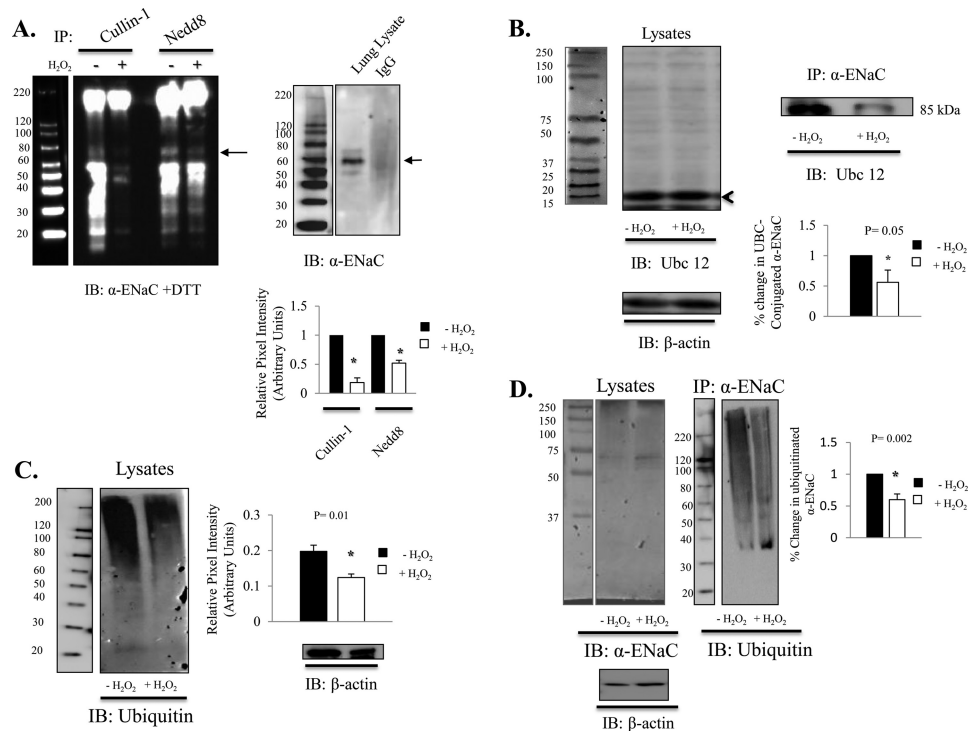 A.
IP:
Cullin-1
Nedd8
H₂O₂
- + - +
220
120
100
80
60
50
40
30
20
IB: α-ENaC +DTT
Lung Lysate
IgG
220
120
100
80
60
50
40
30
20
IB: α-ENaC
Relative Pixel Intensity
(Arbitrary Units)
1
0.5
0
*
*
- H₂O₂
+ H₂O₂
Cullin-1
Nedd8
B.
Lysates
250
150
100
75
50
37
25
20
15
- H₂O₂ + H₂O₂
IB: Ubc 12
IB: β-actin
IP: α-ENaC
85 kDa
- H₂O₂ + H₂O₂
IB: Ubc 12
% change in UBC-
Conjugated α-ENaC
1
0.5
0
P= 0.05
*
- H₂O₂
+ H₂O₂
C.
Lysates
200
120
100
80
60
50
40
30
20
- H₂O₂ + H₂O₂
IB: Ubiquitin
Relative Pixel Intensity
(Arbitrary Units)
0.3
0.2
0.1
0
P= 0.01
*
- H₂O₂
+ H₂O₂
IB: β-actin
D.
Lysates
250
150
100
75
50
37
- H₂O₂ + H₂O₂
IB: α-ENaC
IB: β-actin
IP: α-ENaC
220
120
100
80
60
50
40
30
20
- H₂O₂ + H₂O₂
IB: Ubiquitin
% Change in ubiquitinated
α-ENaC
1.5
1
0.5
0
P= 0.002
*
- H₂O₂
+ H₂O₂